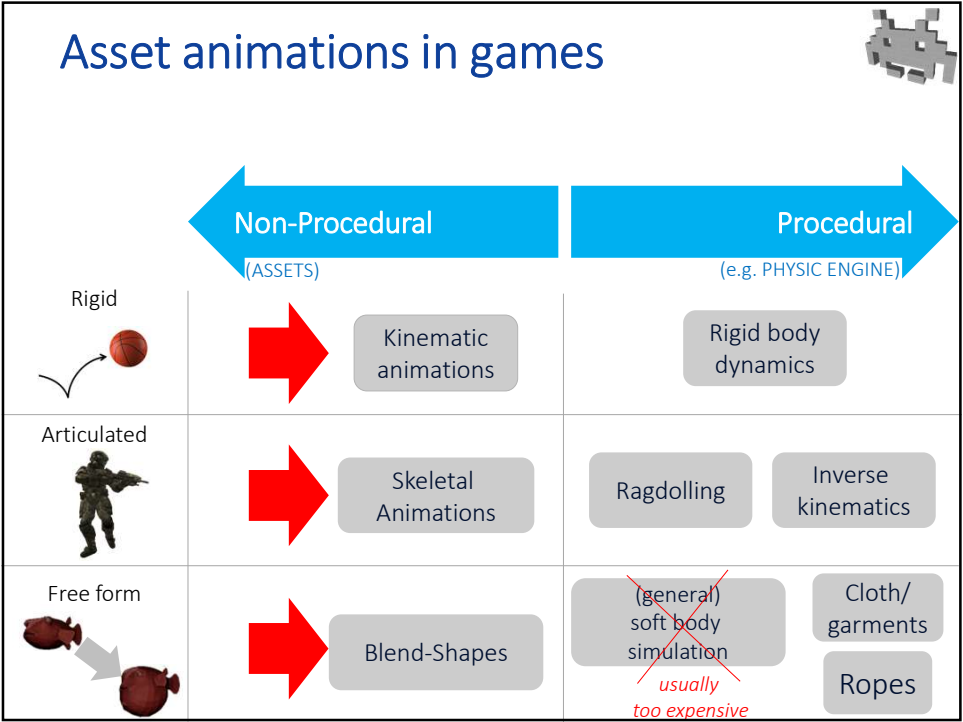 Asset animations in games
Non-Procedural
Procedural
(ASSETS)
(e.g. PHYSIC ENGINE)
Rigid
Kinematic
animations
Rigid body
dynamics
Articulated
Skeletal
Animations
Ragdolling
Inverse
kinematics
Free form
Blend-Shapes
(general)
soft body
simulation
usually
too expensive
Cloth/
garments
Ropes